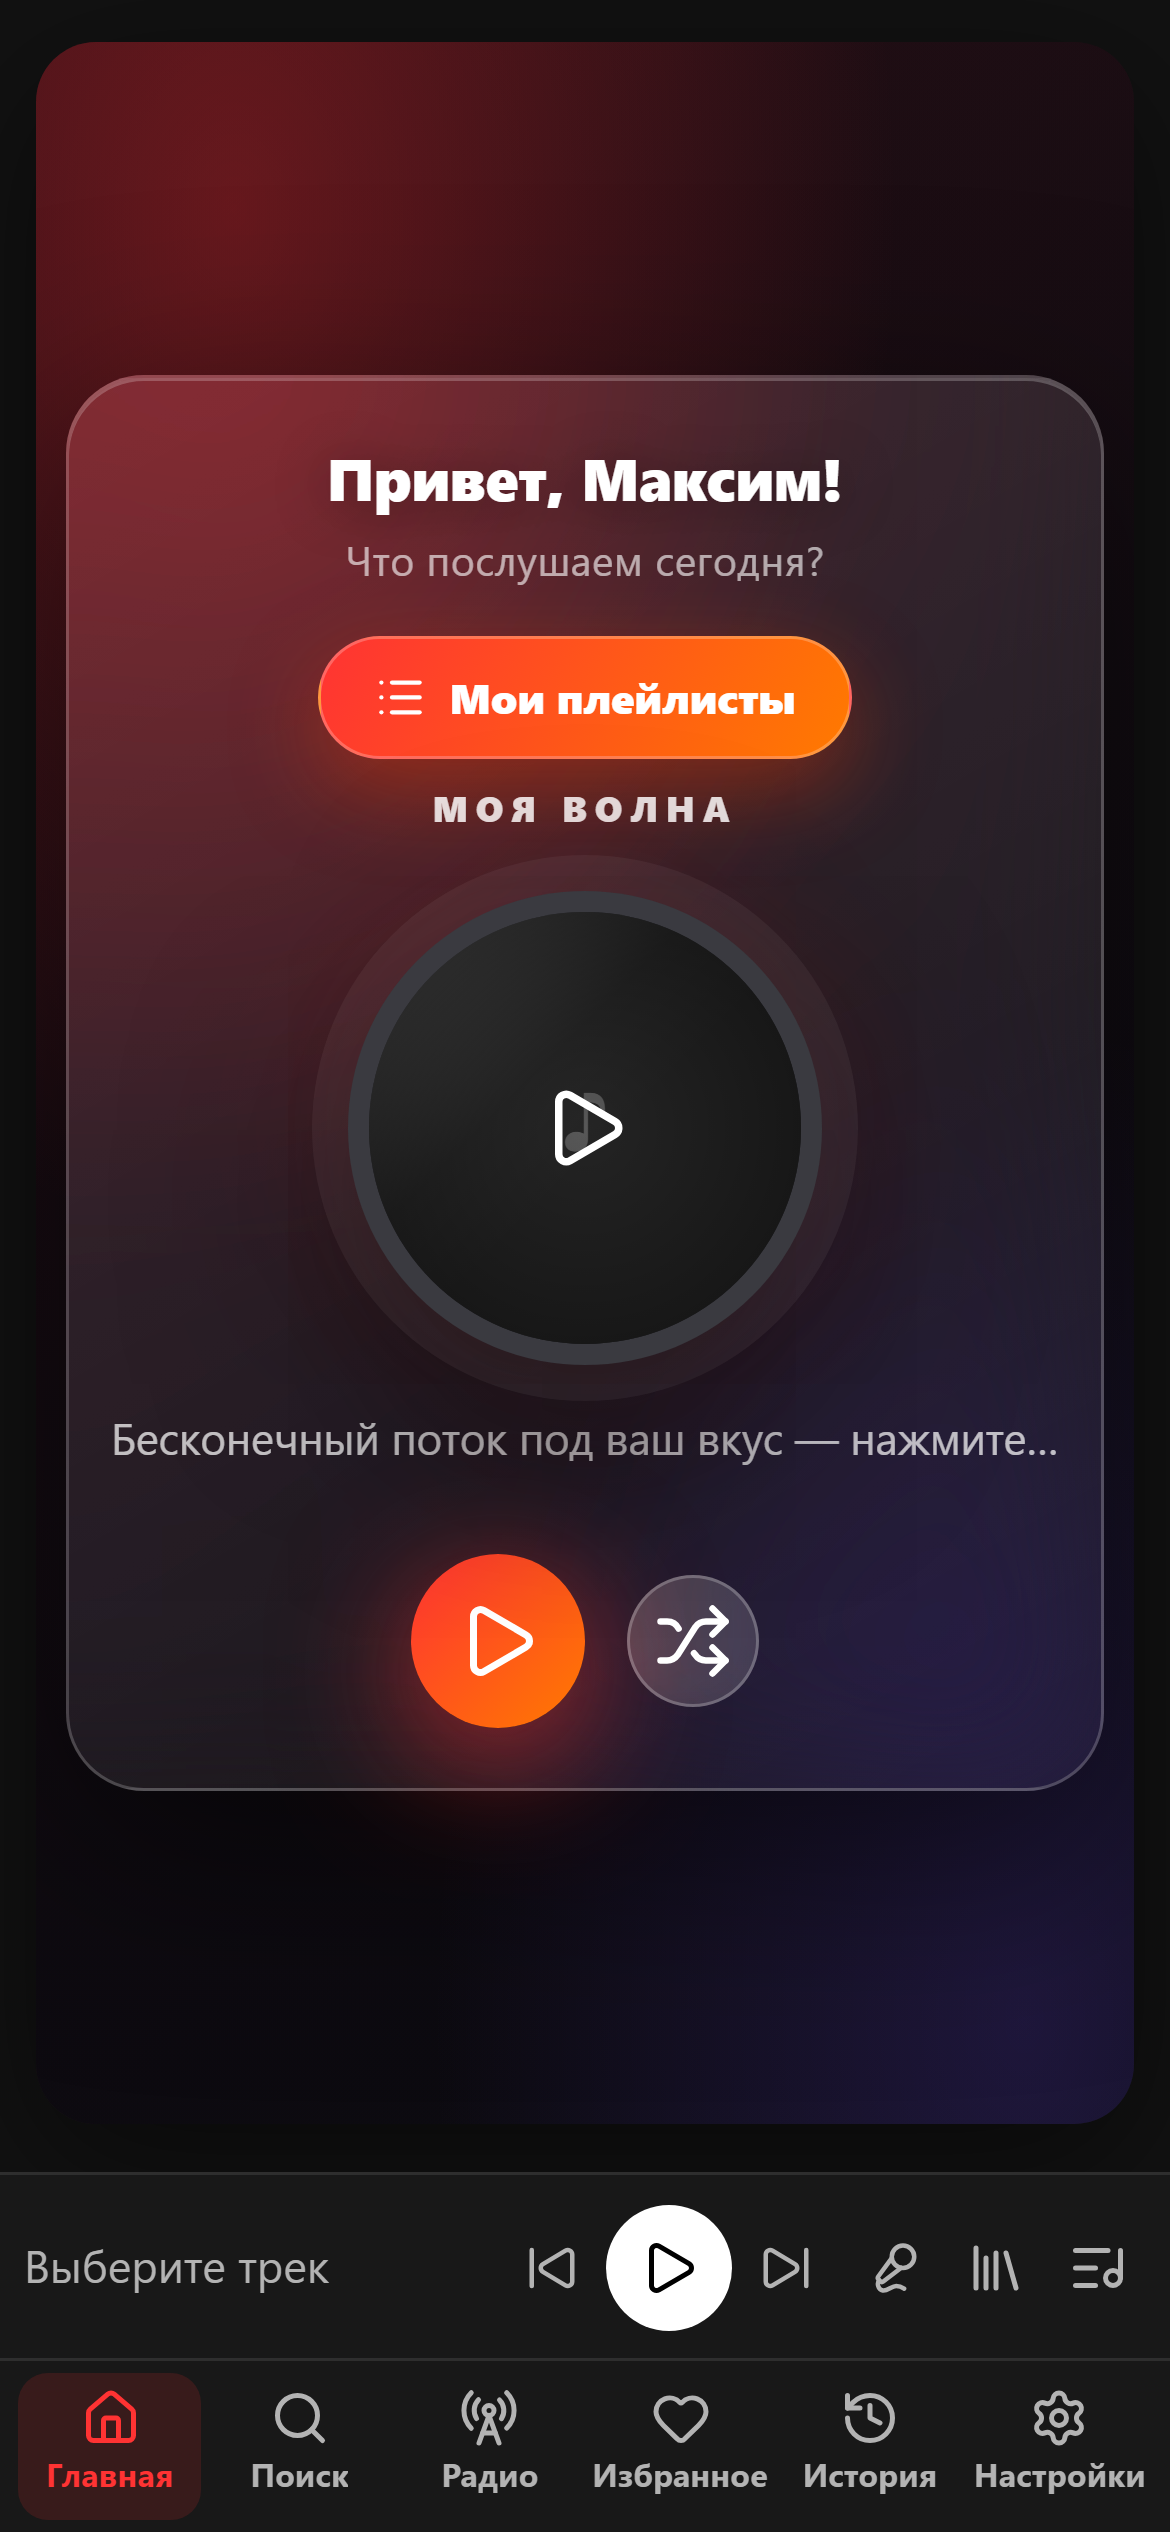 Привет, Максим!
Что послушаем сегодня?
Мои плейлисты
МОЯ ВОЛНА
Бесконечный поток под ваш вкус — нажмите...
Выберите трек
Главная
Поиск
Радио
Избранное
История
Настройки